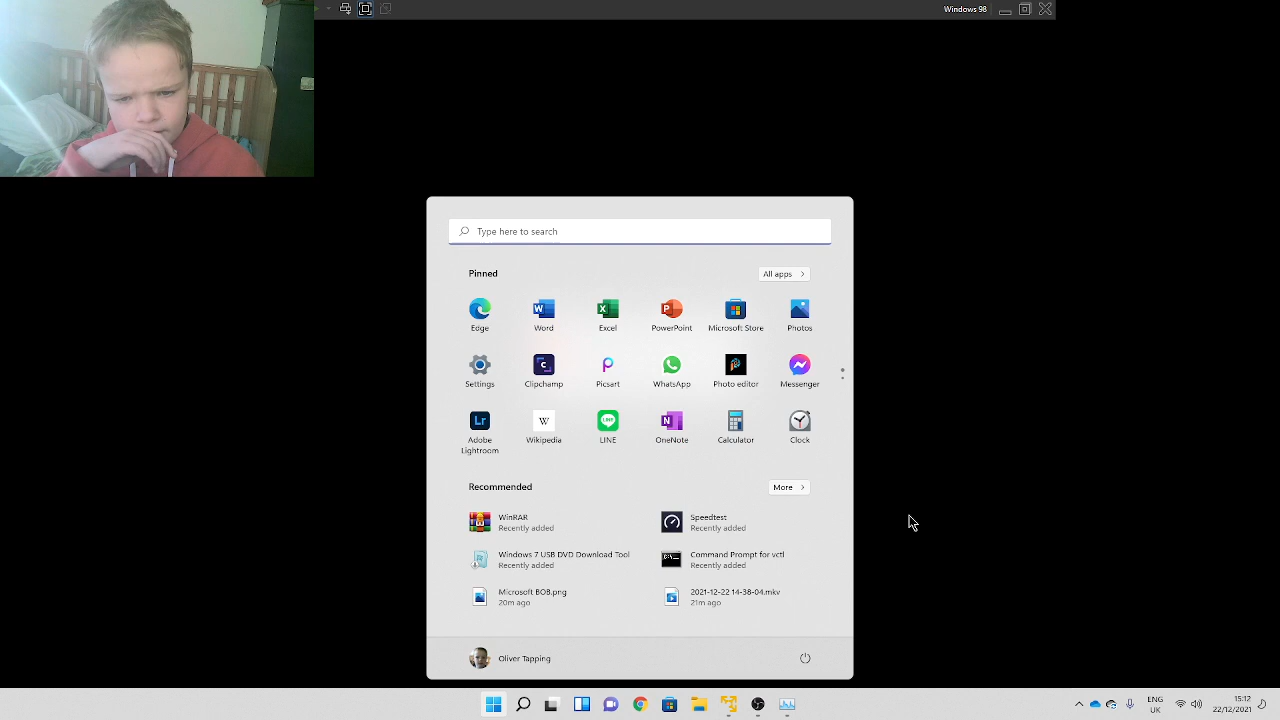 Windows 98
Type here to search
Pinned
All apps
Edge
Word
Excel
PowerPoint
Microsoft Store
Photos
Settings
Clipchamp
Picsart
WhatsApp
Photo editor
Messenger
Adobe
Lightroom
Wikipedia
LINE
OneNote
Calculator
Clock
Recommended
More
WinRAR
Recently added
Speedtest
Recently added
Windows 7 USB DVD Download Tool
Recently added
Command Prompt for vctl
Recently added
Microsoft BOB.png
20m ago
2021-12-22 14-38-04.mkv
21m ago
Oliver Tapping
ENG
UK
15:12
22/12/2021